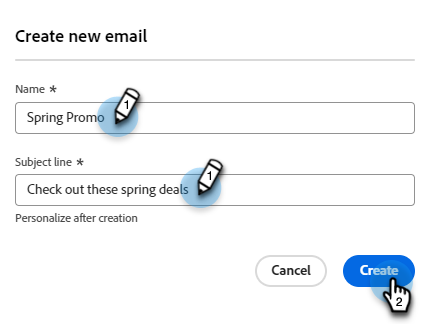 Create new email
Name *
Spring Promo
1
Subject line *
Check out these spring deals
1
Personalize after creation
Cancel
Create
2